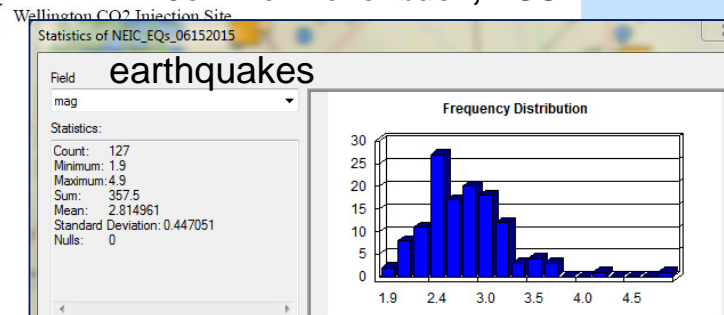 Wellington CO2 Injection Site
Statistics of NEIC_EQs_06152015
earthquakes
Field
mag
Statistics:
Count: 127
Minimum: 1.9
Maximum: 4.9
Sum: 357.5
Mean: 2.814961
Standard Deviation: 0.447051
Nulls: 0
Frequency Distribution
30
25
20
15
10
5
0
1.9 2.4 3.0 3.5 4.0 4.5